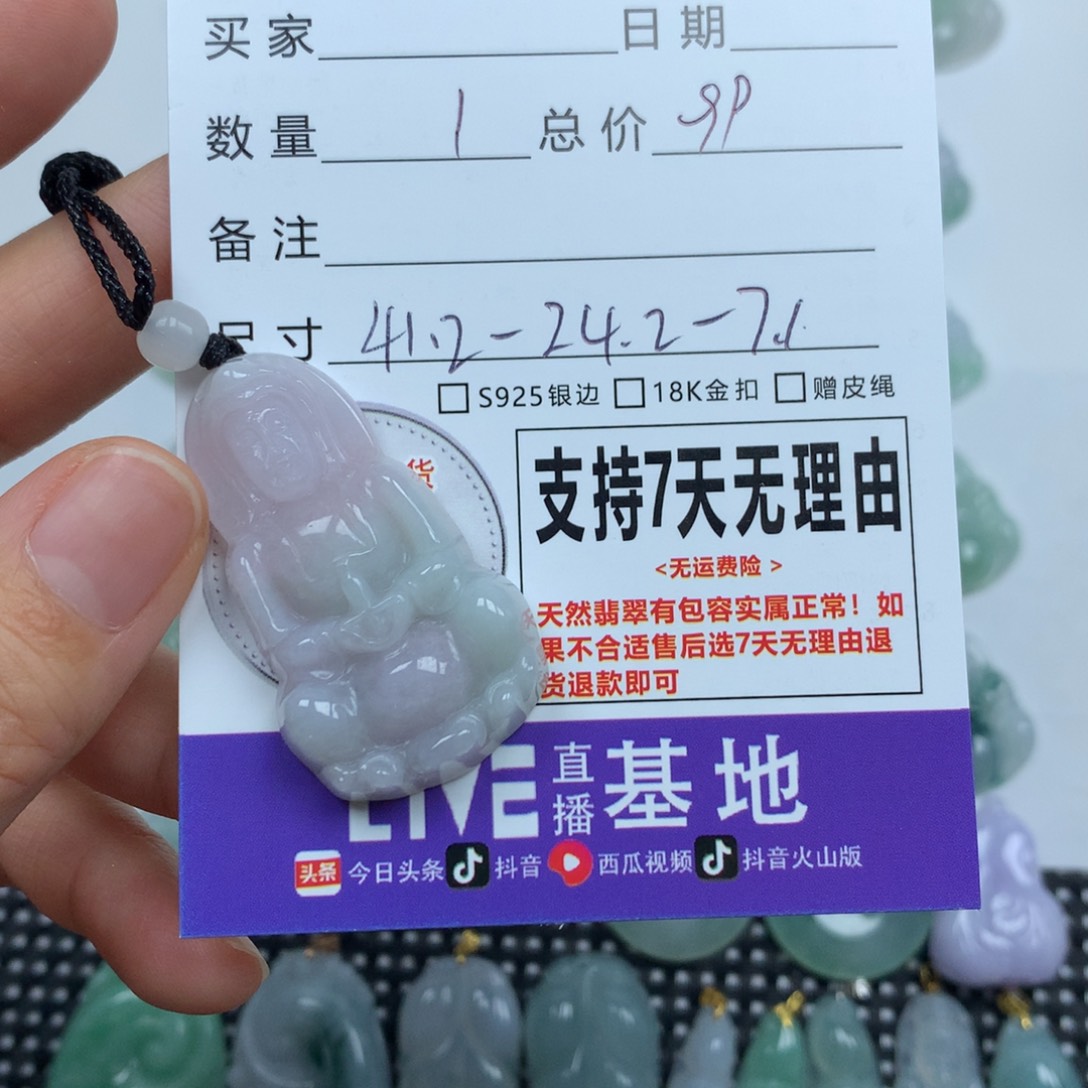 买家 日期
数量 1 总价 9P
备注
尺寸 41.2-24.2-7.1
S925银边 18K金扣 赠皮绳
货
支持7天无理由
<无运费险>
天然翡翠有包容实属正常！如
果不合适售后选7天无理由退
货退款即可
LIVE 直播 基地
头条 今日头条 抖音 西瓜视频 抖音火山版